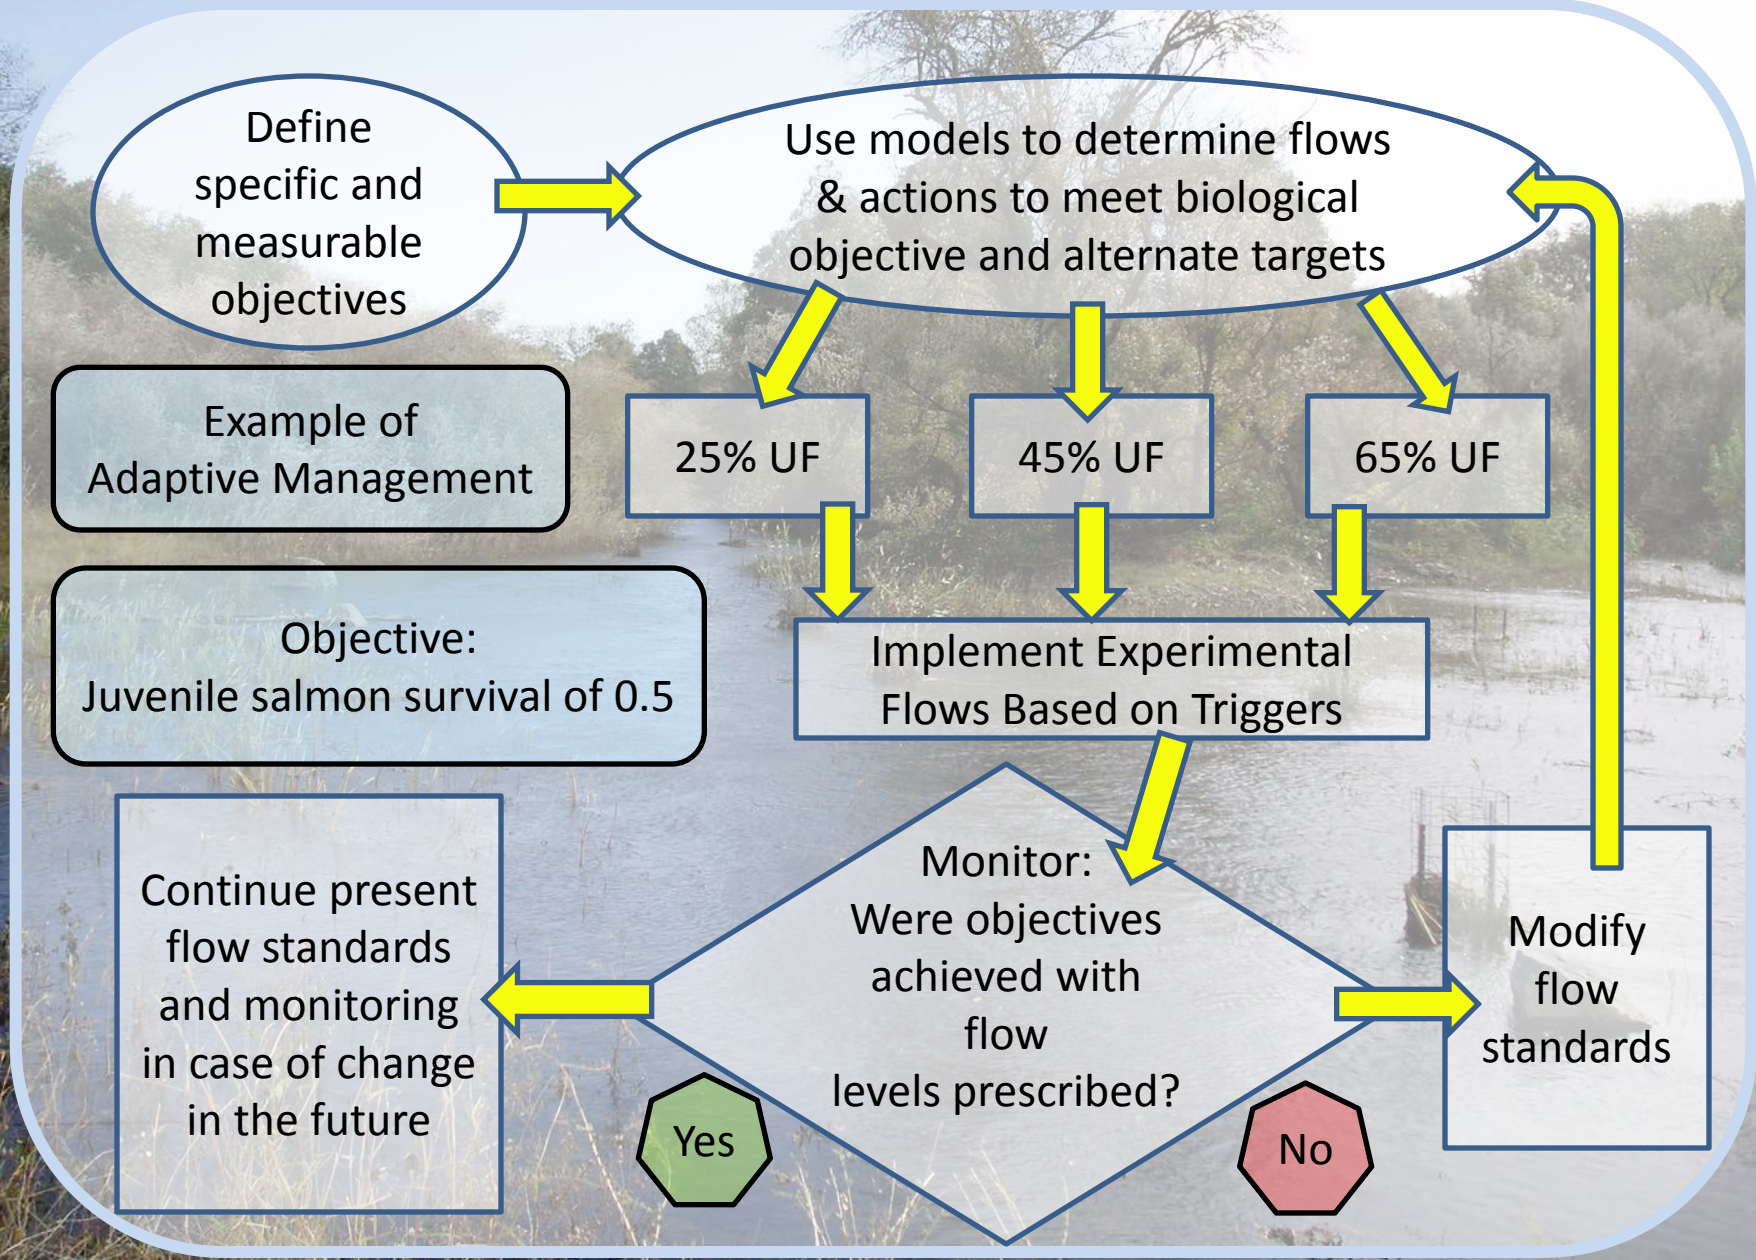 Define
specific and
measurable
objectives
Use models to determine flows
& actions to meet biological
objective and alternate targets
Example of
Adaptive Management
25% UF
45% UF
65% UF
Objective:
Juvenile salmon survival of 0.5
Implement Experimental
Flows Based on Triggers
Continue present
flow standards
and monitoring
in case of change
in the future
Monitor:
Were objectives
achieved with
flow
levels prescribed?
Modify
flow
standards
Yes
No